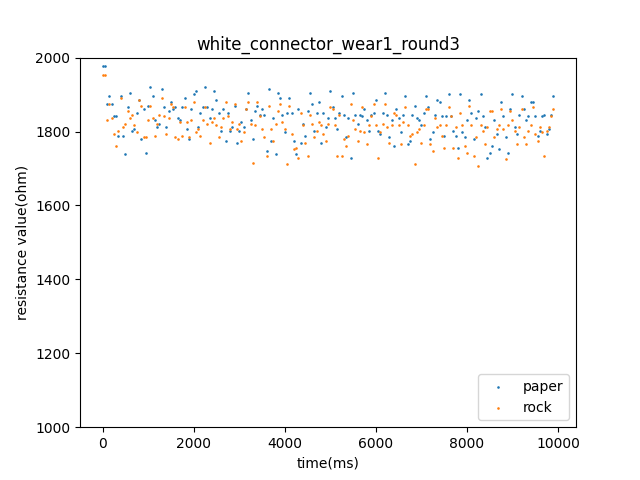 white_connector_wear1_round3
2000
1800
1600
1400
1200
1000
resistance value(ohm)
0 2000 4000 6000 8000 10000
time(ms)
paper
rock